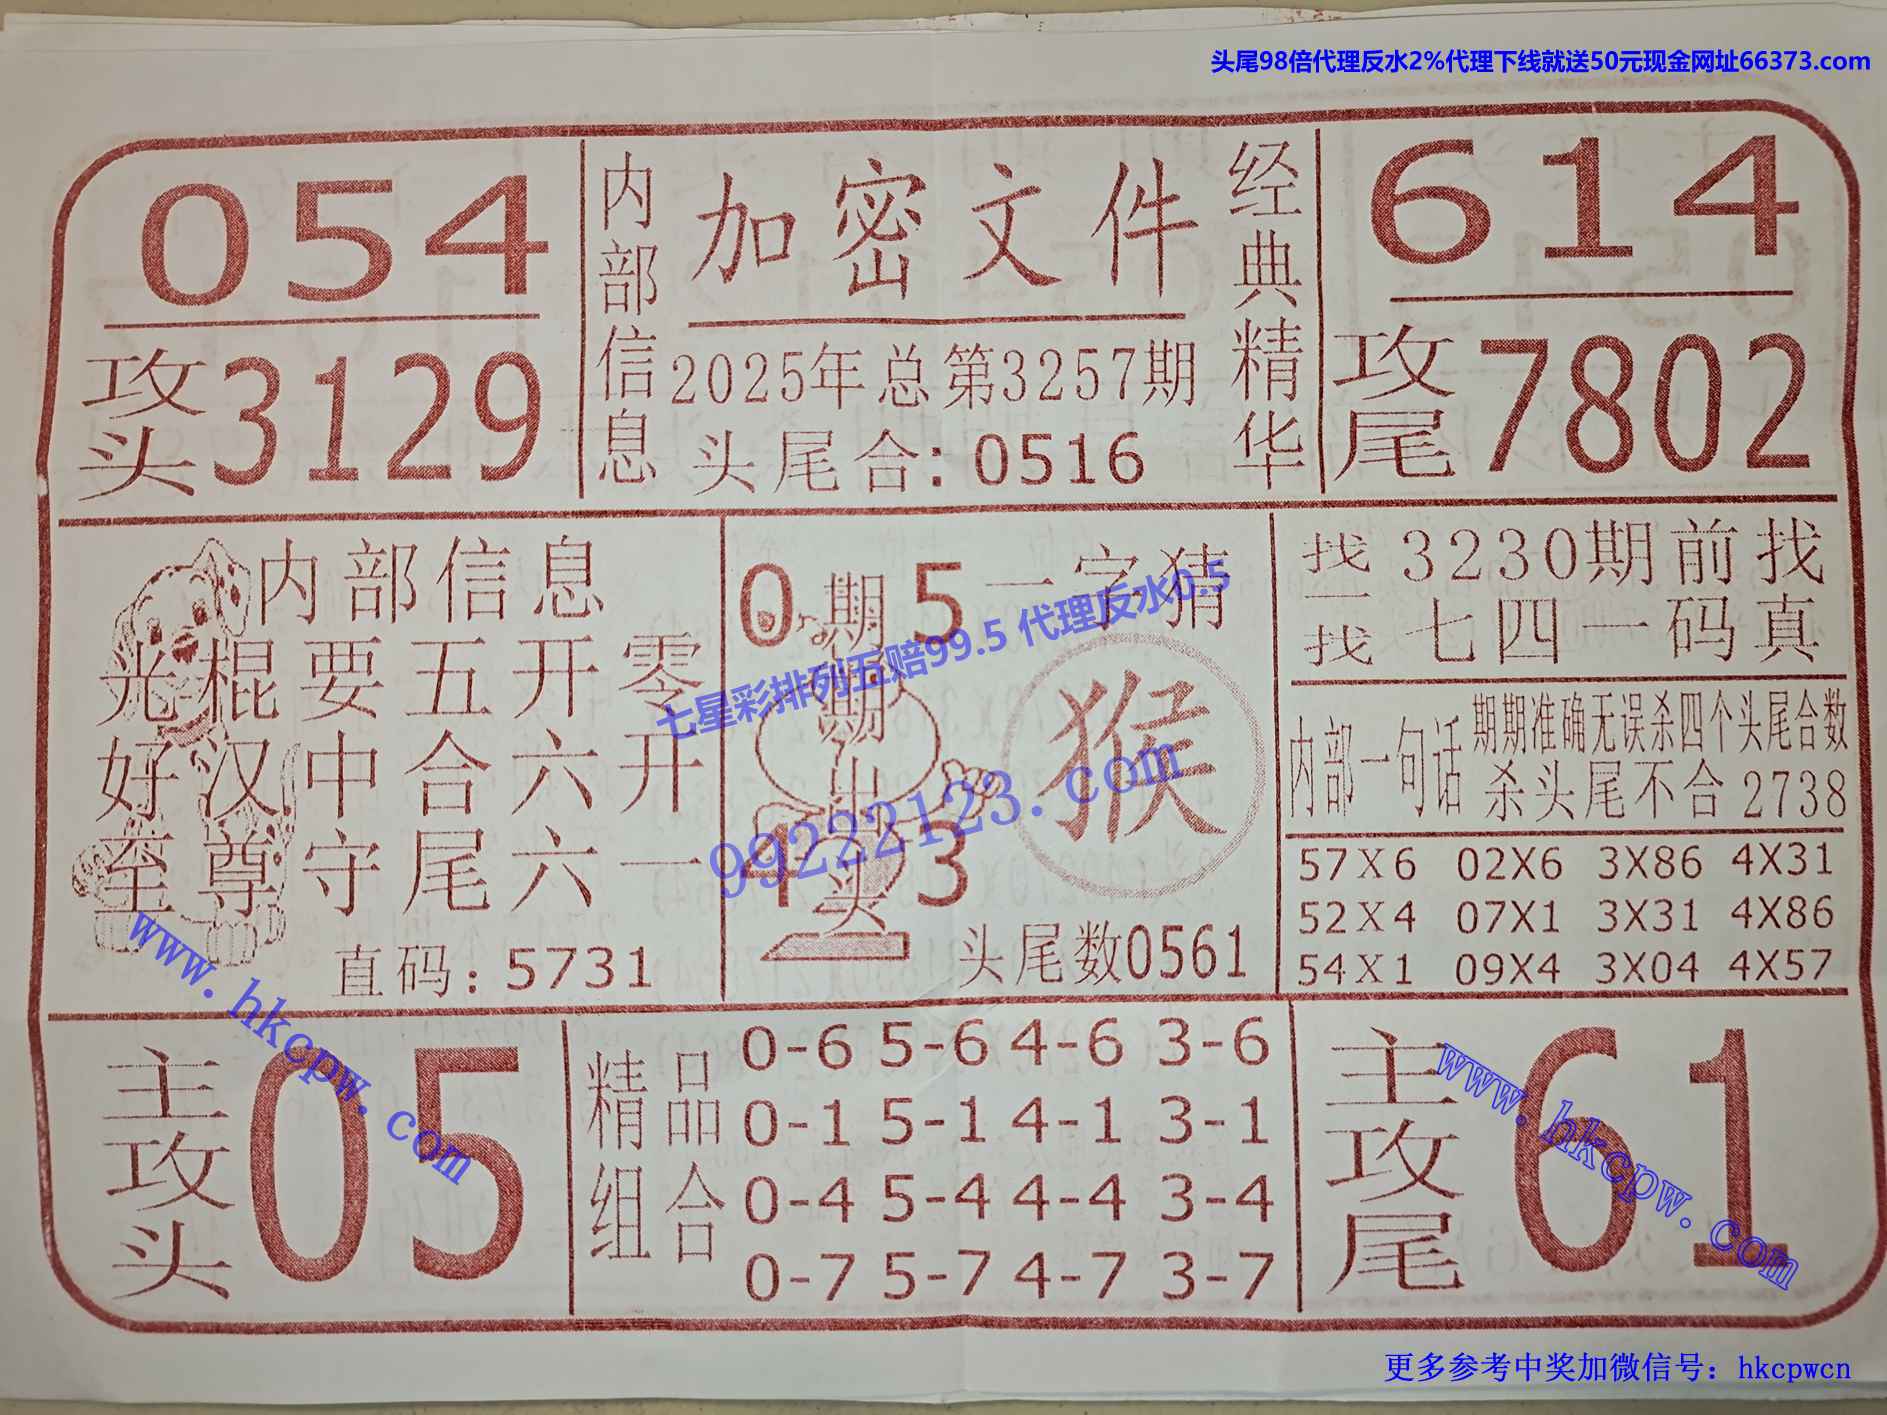 头尾98倍代理反水2%代理下线就送50元现金网址66373.com
054
攻头3129
内部信息
加密文件
2025年总第3257期
头尾合:0516
经典精华
614
攻尾7802
内部信息
光棍要五开零
好汉中合六开
至尊守尾六一
直码:5731
0 5
期期中头
4 3
一字猜
猴
头尾数0561
找一找
3230期前找
七四一码真
内部一句话
期期准确无误杀四个头尾合数
杀头尾不合2738
57X6 02X6 3X86 4X31
52X4 07X1 3X31 4X86
54X1 09X4 3X04 4X57
主攻头
05
精品组合
0-6 5-6 4-6 3-6
0-1 5-1 4-1 3-1
0-4 5-4 4-4 3-4
0-7 5-7 4-7 3-7
主攻尾
61
七星彩排列五赔99.5 代理反水0.5
99222123.com
www.hkcpw.com
www.hkcpw.com
更多参考中奖加微信号：hkcpwcn